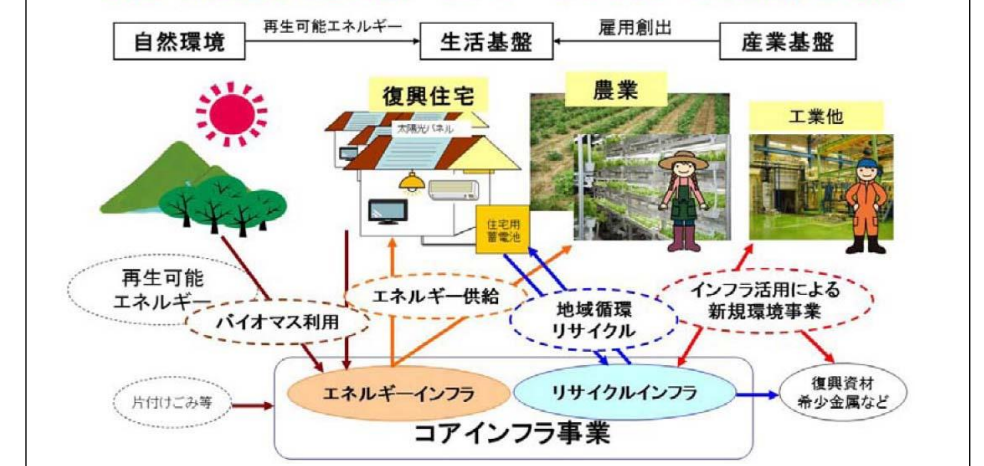 自然環境
再生可能エネルギー
生活基盤
雇用創出
産業基盤
復興住宅
農業
工業他
太陽光パネル
住宅用
蓄電池
再生可能
エネルギー
バイオマス利用
エネルギー供給
地域循環
リサイクル
インフラ活用による
新規環境事業
片付けごみ等
エネルギーインフラ
リサイクルインフラ
復興資材
希少金属など
コアインフラ事業